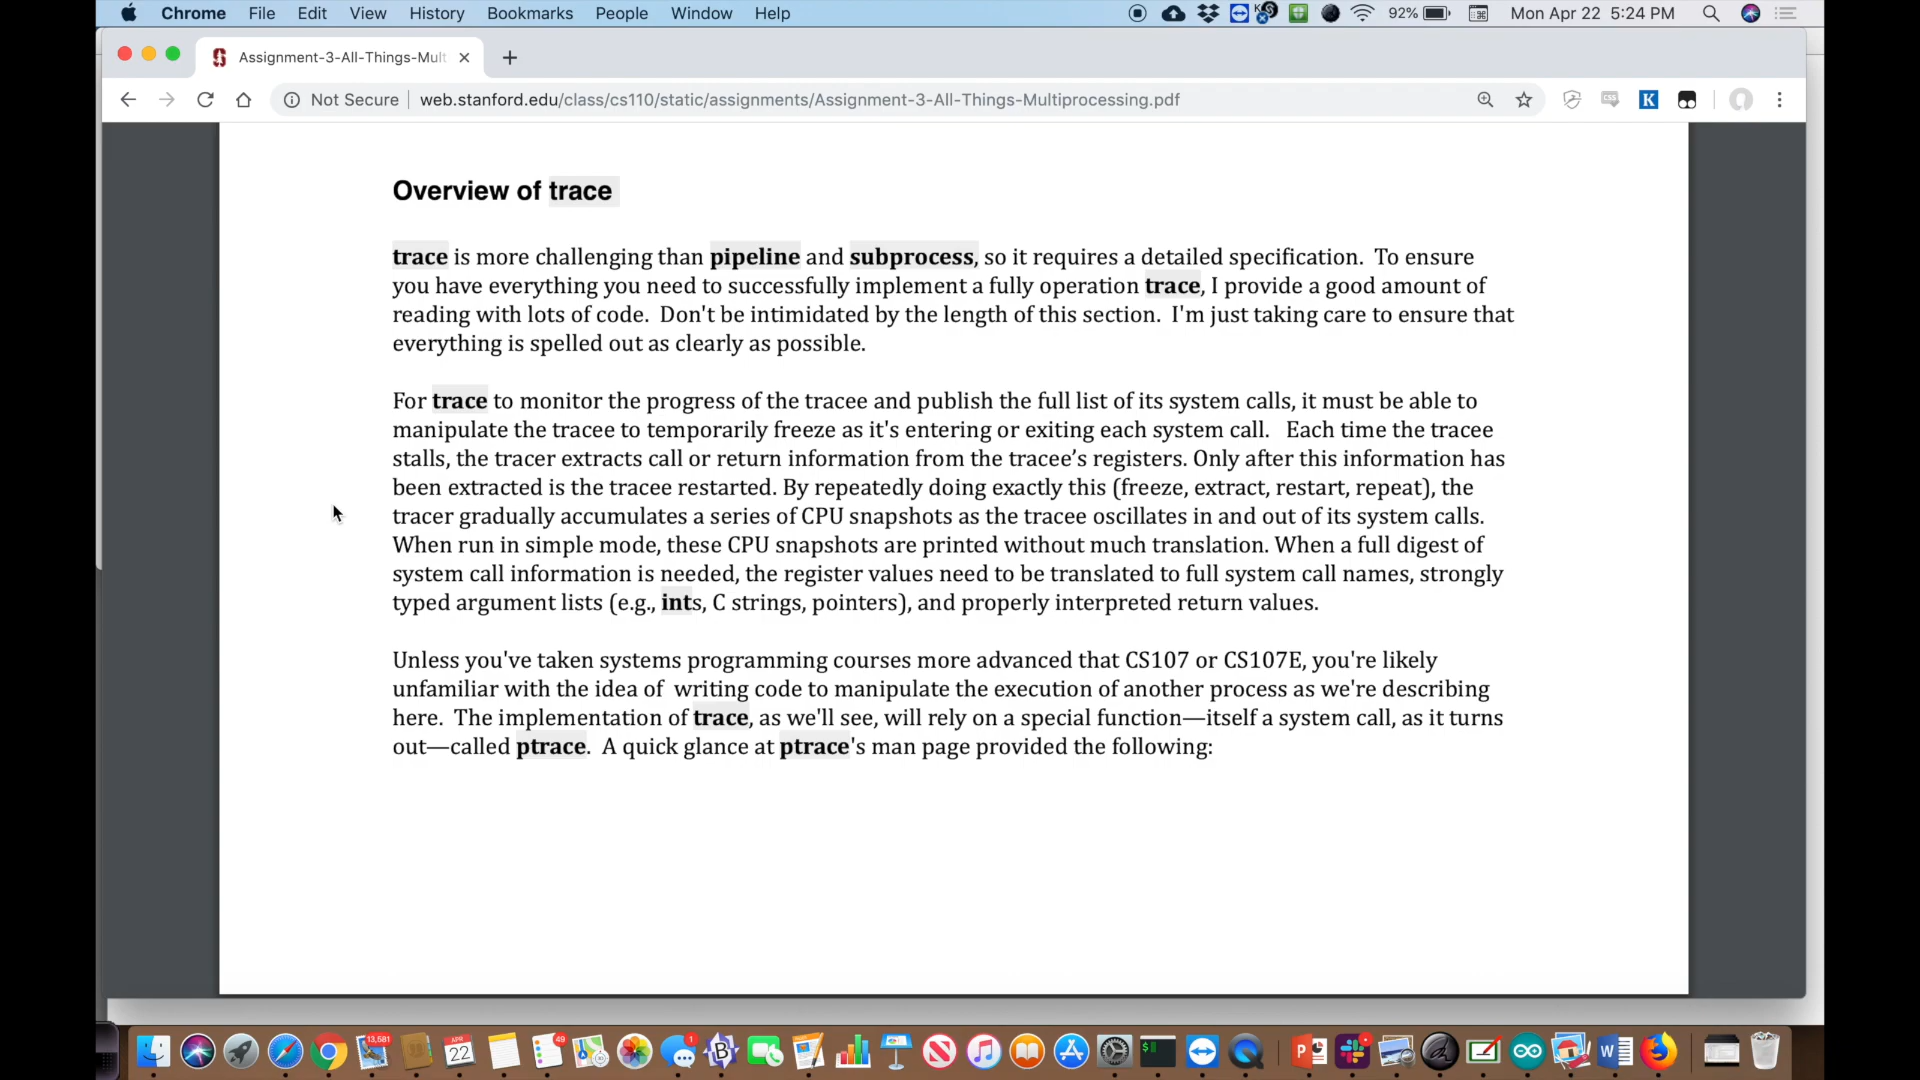 Chrome File Edit View History Bookmarks People Window Help 92% Mon Apr 22 5:24 PM
Assignment-3-All-Things-Mult
Not Secure web.stanford.edu/class/cs110/static/assignments/Assignment-3-All-Things-Multiprocessing.pdf
Overview of trace
trace is more challenging than pipeline and subprocess, so it requires a detailed specification. To ensure
you have everything you need to successfully implement a fully operation trace, I provide a good amount of
reading with lots of code. Don't be intimidated by the length of this section. I'm just taking care to ensure that
everything is spelled out as clearly as possible.
For trace to monitor the progress of the tracee and publish the full list of its system calls, it must be able to
manipulate the tracee to temporarily freeze as it's entering or exiting each system call. Each time the tracee
stalls, the tracer extracts call or return information from the tracee’s registers. Only after this information has
been extracted is the tracee restarted. By repeatedly doing exactly this (freeze, extract, restart, repeat), the
tracer gradually accumulates a series of CPU snapshots as the tracee oscillates in and out of its system calls.
When run in simple mode, these CPU snapshots are printed without much translation. When a full digest of
system call information is needed, the register values need to be translated to full system call names, strongly
typed argument lists (e.g., ints, C strings, pointers), and properly interpreted return values.
Unless you've taken systems programming courses more advanced that CS107 or CS107E, you're likely
unfamiliar with the idea of writing code to manipulate the execution of another process as we're describing
here. The implementation of trace, as we'll see, will rely on a special function—itself a system call, as it turns
out—called ptrace. A quick glance at ptrace's man page provided the following:
13,581
APR
22
49
1